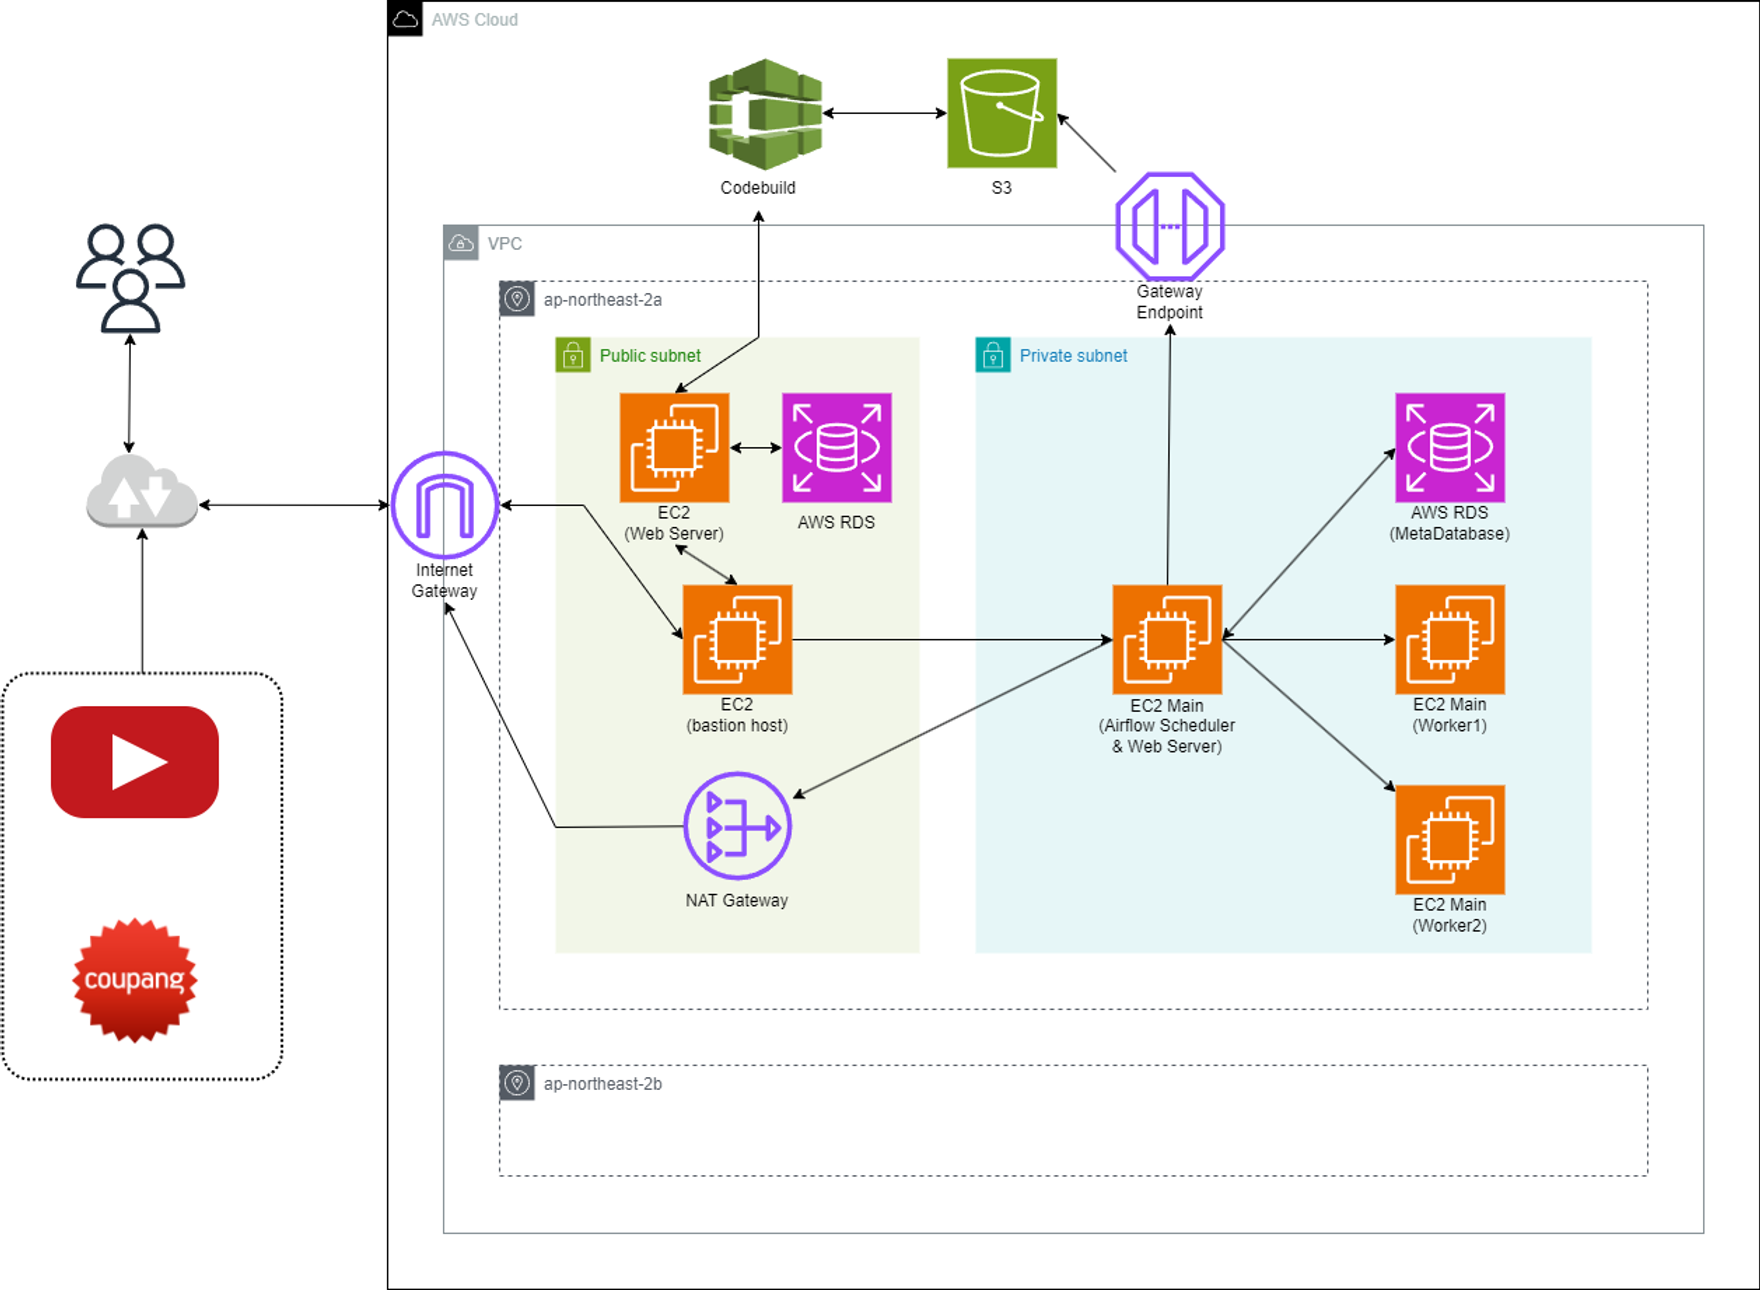 AWS Cloud
Codebuild
S3
VPC
Gateway
Endpoint
ap-northeast-2a
Public subnet
Private subnet
EC2
(Web Server)
AWS RDS
AWS RDS
(MetaDatabase)
Internet
Gateway
EC2
(bastion host)
EC2 Main
(Airflow Scheduler
& Web Server)
EC2 Main
(Worker1)
NAT Gateway
EC2 Main
(Worker2)
coupang
ap-northeast-2b